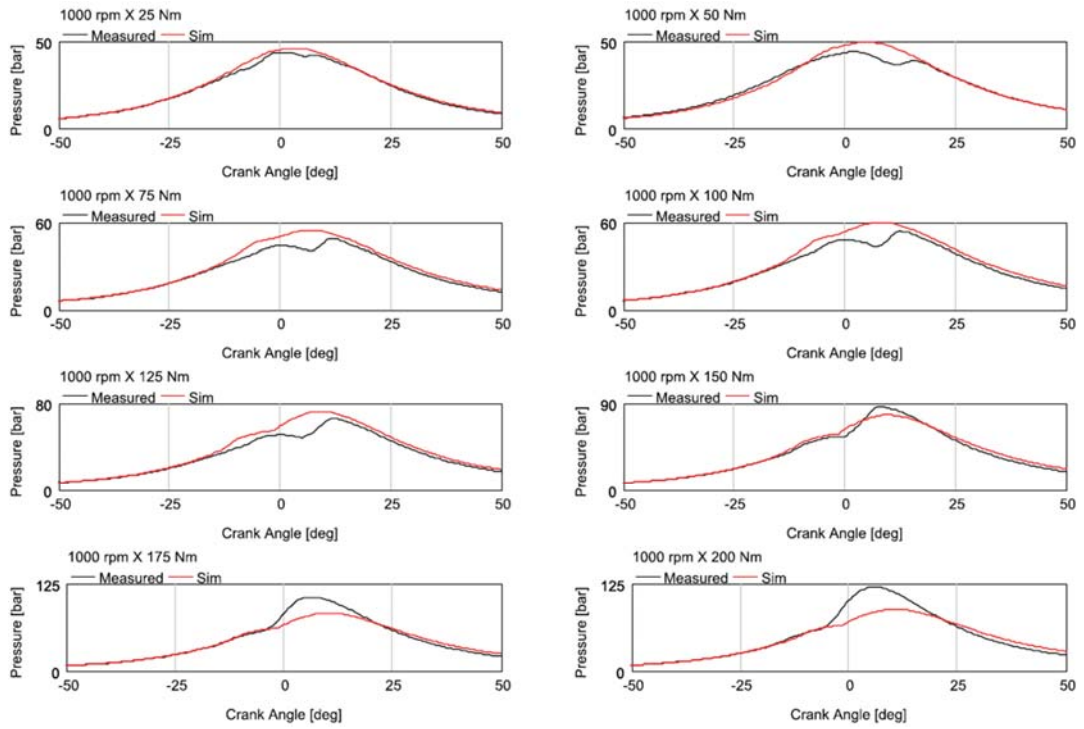 1000 rpm X 25 Nm
Measured Sim
50
Pressure [bar]
0
-50 -25 0 25 50
Crank Angle [deg]
1000 rpm X 50 Nm
Measured Sim
50
Pressure [bar]
0
-50 -25 0 25 50
Crank Angle [deg]
1000 rpm X 75 Nm
Measured Sim
60
Pressure [bar]
0
-50 -25 0 25 50
Crank Angle [deg]
1000 rpm X 100 Nm
Measured Sim
60
Pressure [bar]
0
-50 -25 0 25 50
Crank Angle [deg]
1000 rpm X 125 Nm
Measured Sim
80
Pressure [bar]
0
-50 -25 0 25 50
Crank Angle [deg]
1000 rpm X 150 Nm
Measured Sim
90
Pressure [bar]
0
-50 -25 0 25 50
Crank Angle [deg]
1000 rpm X 175 Nm
Measured Sim
125
Pressure [bar]
0
-50 -25 0 25 50
Crank Angle [deg]
1000 rpm X 200 Nm
Measured Sim
125
Pressure [bar]
0
-50 -25 0 25 50
Crank Angle [deg]